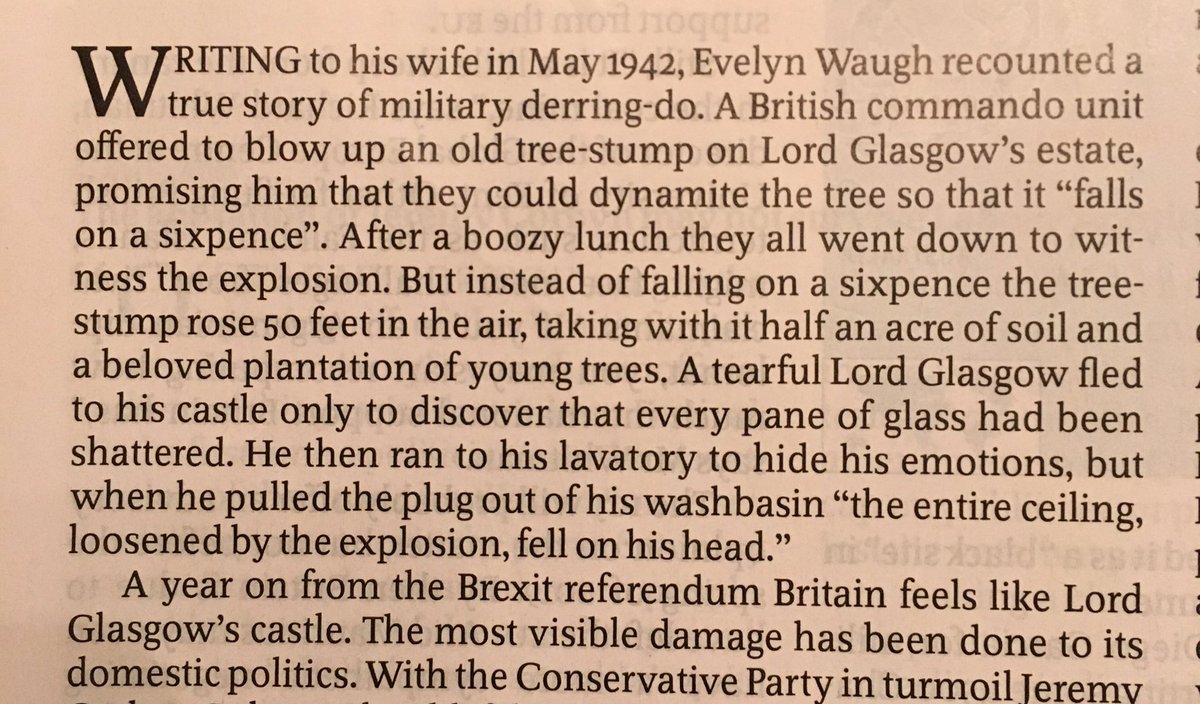 WRITING to his wife in May 1942, Evelyn Waugh recounted a
true story of military derring-do. A British commando unit
offered to blow up an old tree-stump on Lord Glasgow's estate,
promising him that they could dynamite the tree so that it “falls
on a sixpence”. After a boozy lunch they all went down to wit-
ness the explosion. But instead of falling on a sixpence the tree-
stump rose 50 feet in the air, taking with it half an acre of soil and
a beloved plantation of young trees. A tearful Lord Glasgow fled
to his castle only to discover that every pane of glass had been
shattered. He then ran to his lavatory to hide his emotions, but
when he pulled the plug out of his washbasin “the entire ceiling,
loosened by the explosion, fell on his head.”
A year on from the Brexit referendum Britain feels like Lord
Glasgow's castle. The most visible damage has been done to its
domestic politics. With the Conservative Party in turmoil Jeremy